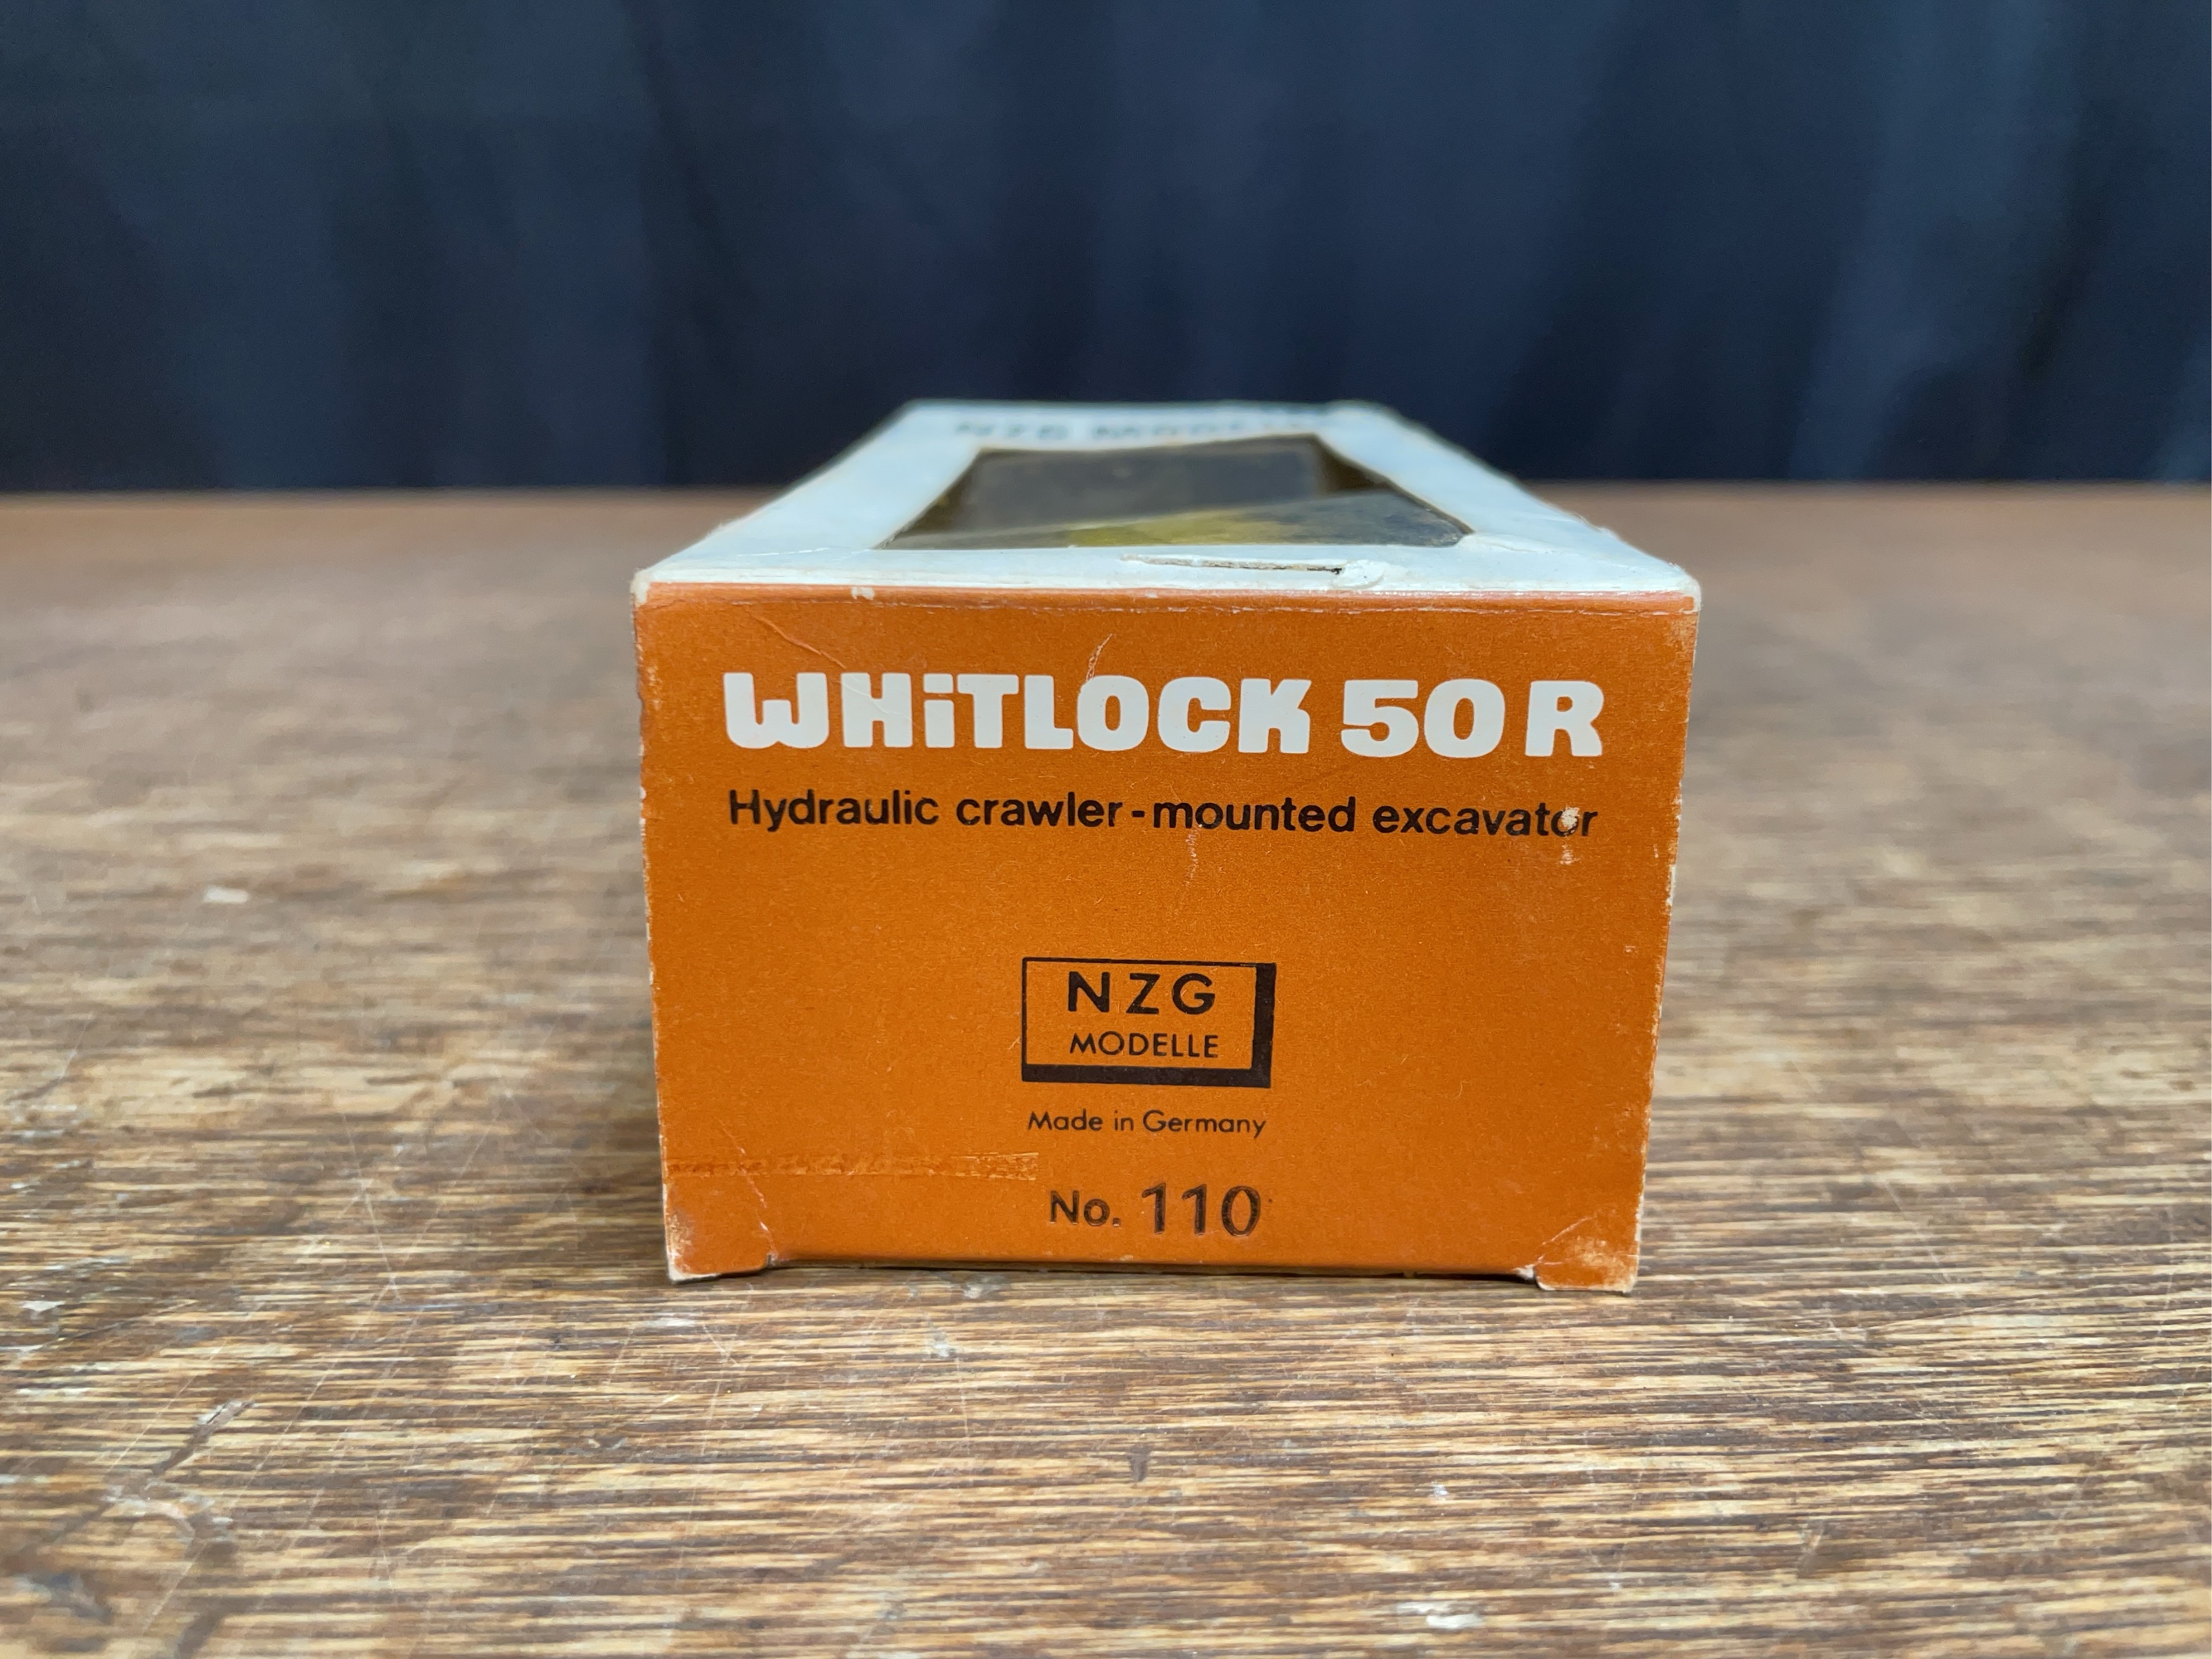 WHiTLOCK 50 R
Hydraulic crawler-mounted excavator
NZG
MODELLE
Made in Germany
No. 110